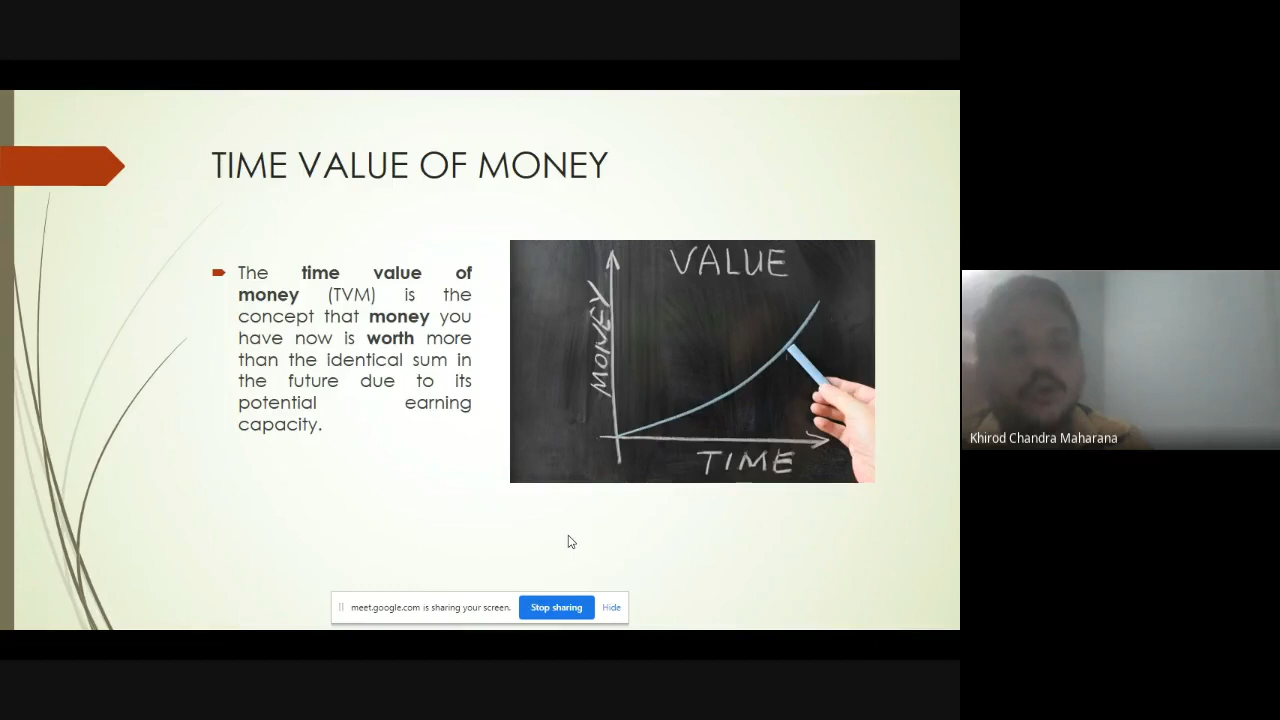 TIME VALUE OF MONEY
The time value of
money (TVM) is the
concept that money you
have now is worth more
than the identical sum in
the future due to its
potential earning
capacity.
VALUE
MONEY
TIME
Khirod Chandra Maharana
meet.google.com is sharing your screen. Stop sharing Hide